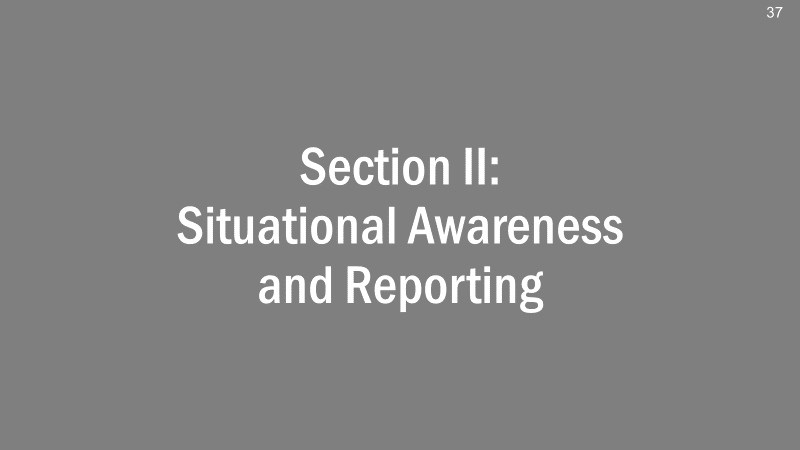 37
Section II:
Situational Awareness
and Reporting